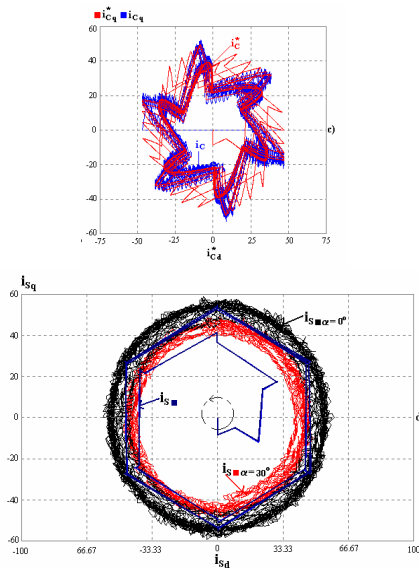 ■ i*Cq ■ iCq
60
40
20
0
-20
-40
-60
i*C
iC
c)
-75 -50 -25 0 25 50 75
i*Cd
iSq
60
40
20
0
-20
-40
-60
iS■α=0°
iS■
iS■α=30°
d
-100 66.67 -33.33 0 33.33 66.67 100
iSd